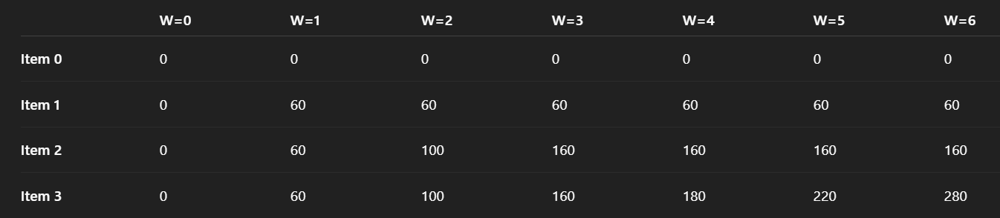 W=0 W=1 W=2 W=3 W=4 W=5 W=6
Item 0 0 0 0 0 0 0 0
Item 1 0 60 60 60 60 60 60
Item 2 0 60 100 160 160 160 160
Item 3 0 60 100 160 180 220 280